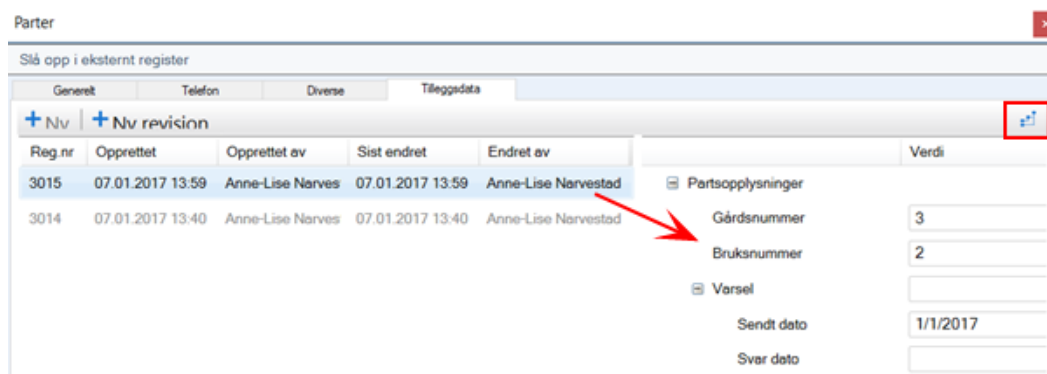 Parter
Slå opp i eksternt register
Generelt Telefon Diverse Tilleggsdata
+ Ny + Ny revision
Reg.nr Opprettet Opprettet av Sist endret Endret av Verdi
3015 07.01.2017 13:59 Anne-Lise Narves 07.01.2017 13:59 Anne-Lise Narvestad Partsopplysninger
3014 07.01.2017 13:40 Anne-Lise Narves 07.01.2017 13:40 Anne-Lise Narvestad Gårdsnummer 3
Bruksnummer 2
Varsel
Sendt dato 1/1/2017
Svar dato